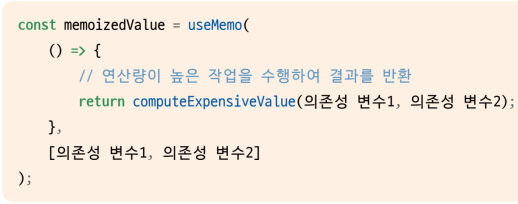 const memoizedValue = useMemo(
    () => {
        // 연산량이 높은 작업을 수행하여 결과를 반환
        return computeExpensiveValue(의존성 변수1, 의존성 변수2);
    },
    [의존성 변수1, 의존성 변수2]
);